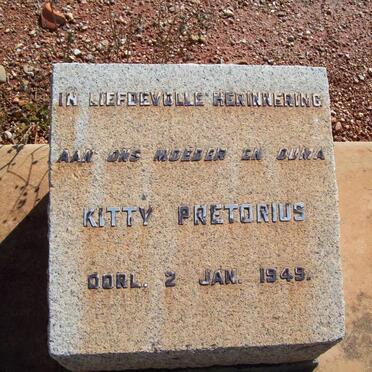 IN LIEFDEVOLLE HERINNERING
AAN ONS MOEDER EN OUMA
KITTY PRETORIUS
OORL. 2 JAN. 1949.